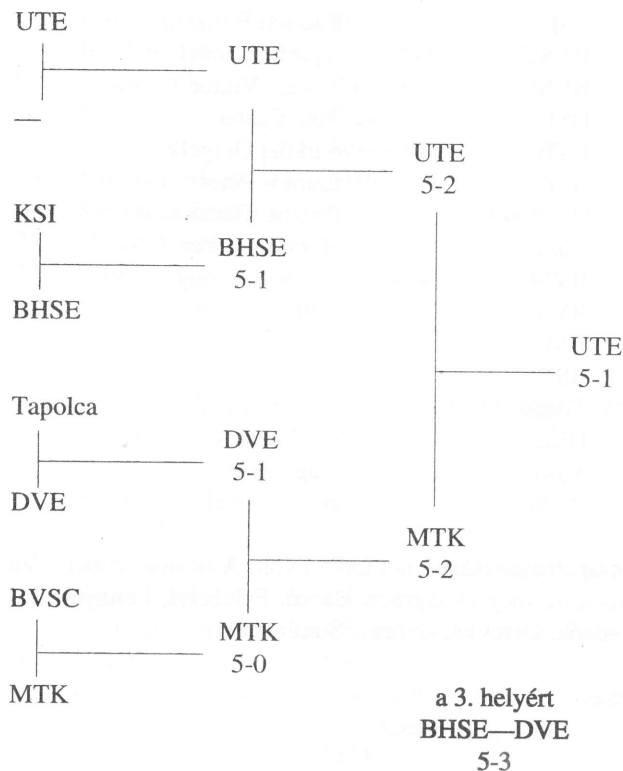 UTE
UTE
—
UTE
5-2
KSI
BHSE
5-1
BHSE
UTE
5-1
Tapolca
DVE
5-1
DVE
MTK
5-2
BVSC
MTK
5-0
MTK
a 3. helyért
BHSE—DVE
5-3